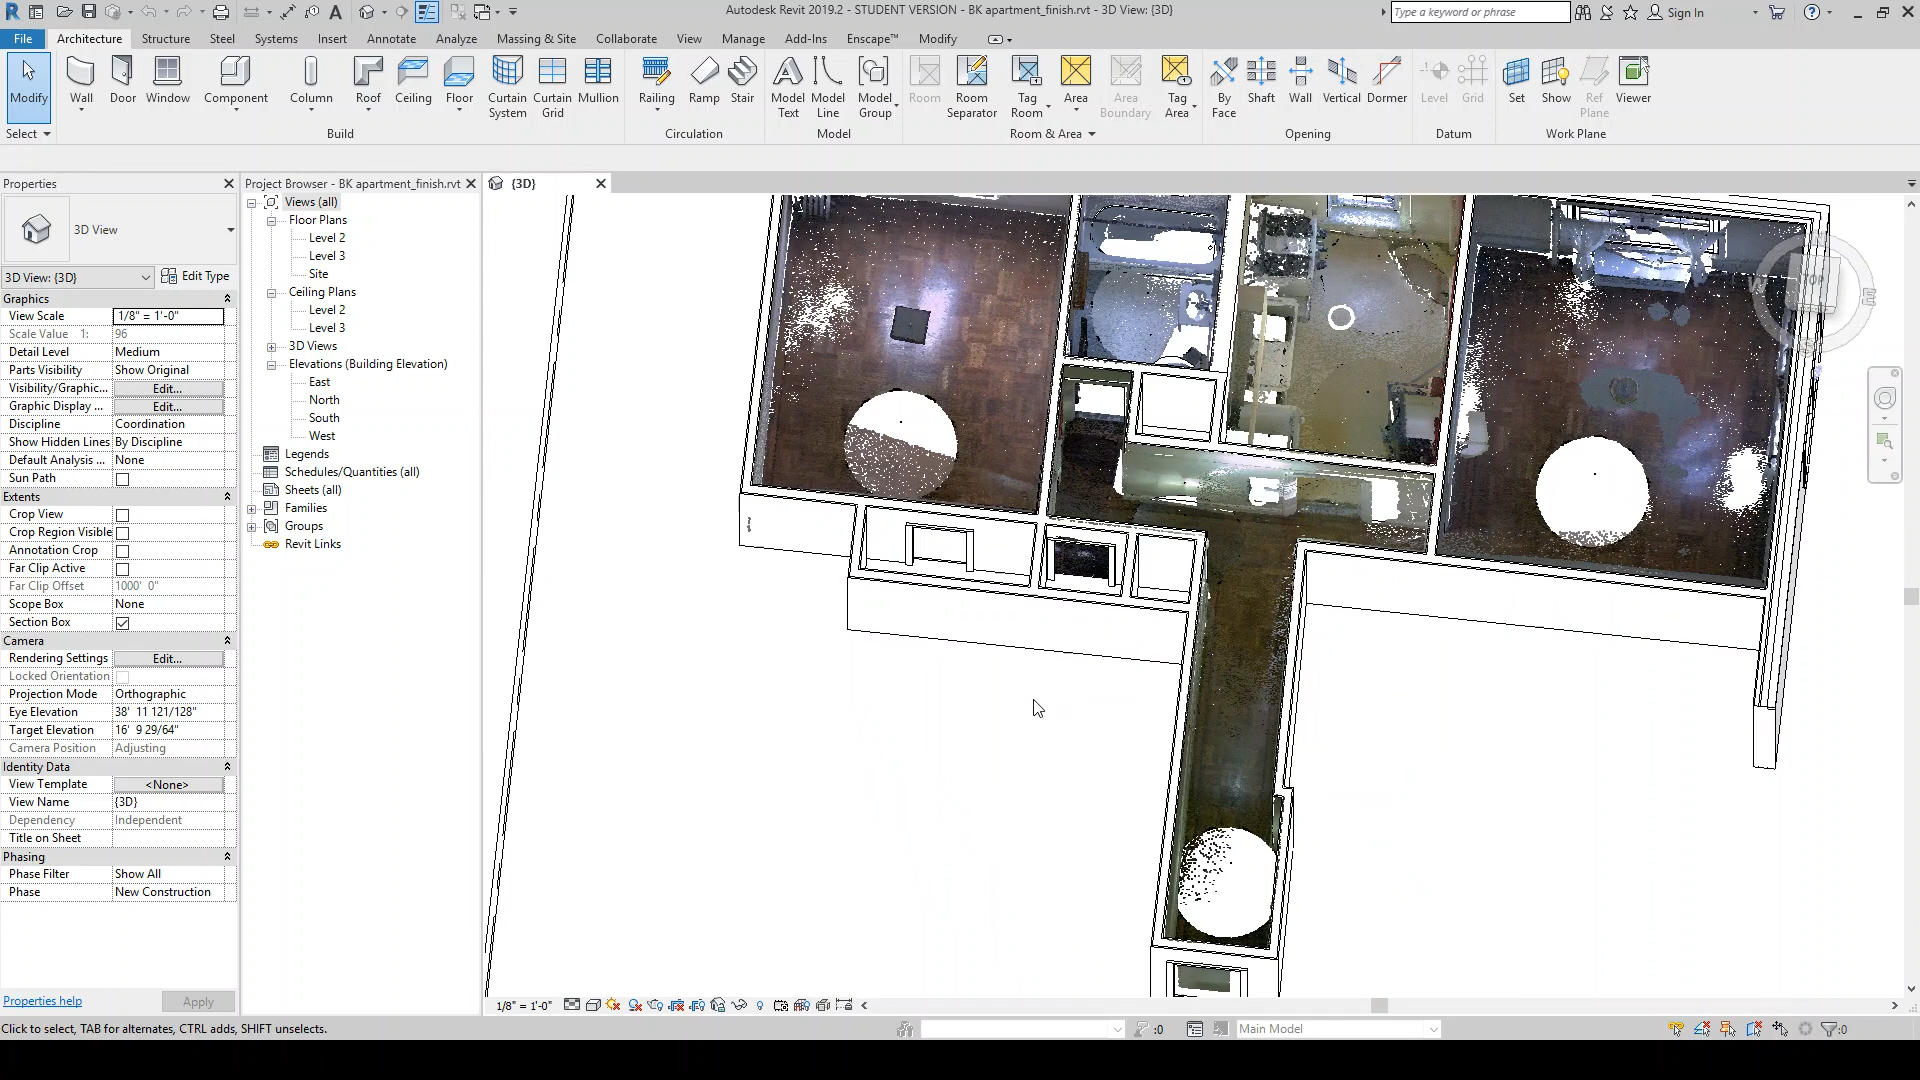 Autodesk Revit 2019.2 - STUDENT VERSION - BK apartment_finish.rvt - 3D View: {3D}
Type a keyword or phrase
Sign In
File Architecture Structure Steel Systems Insert Annotate Analyze Massing & Site Collaborate View Manage Add-Ins Enscape™ Modify
Modify
Wall
Door
Window
Component
Column
Roof
Ceiling
Floor
Curtain System
Curtain Grid
Mullion
Railing
Ramp
Stair
Model Text
Model Line
Model Group
Room
Room Separator
Tag Room
Area
Area Boundary
Tag Area
By Face
Shaft
Wall
Vertical
Dormer
Level
Grid
Set
Show
Ref Plane
Viewer
Select Build Circulation Model Room & Area Opening Datum Work Plane
Properties
3D View
3D View: {3D}
Edit Type
Graphics
View Scale 1/8" = 1'-0"
Scale Value 1: 96
Detail Level Medium
Parts Visibility Show Original
Visibility/Graphic... Edit...
Graphic Display ... Edit...
Discipline Coordination
Show Hidden Lines By Discipline
Default Analysis ... None
Sun Path
Extents
Crop View
Crop Region Visible
Annotation Crop
Far Clip Active
Far Clip Offset 1000' 0"
Scope Box None
Section Box
Camera
Rendering Settings Edit...
Locked Orientation
Projection Mode Orthographic
Eye Elevation 38' 11 121/128"
Target Elevation 16' 9 29/64"
Camera Position Adjusting
Identity Data
View Template <None>
View Name {3D}
Dependency Independent
Title on Sheet
Phasing
Phase Filter Show All
Phase New Construction
Properties help
Apply
Project Browser - BK apartment_finish.rvt
Views (all)
Floor Plans
Level 2
Level 3
Site
Ceiling Plans
Level 2
Level 3
3D Views
Elevations (Building Elevation)
East
North
South
West
Legends
Schedules/Quantities (all)
Sheets (all)
Families
Groups
Revit Links
{3D}
TOP
W
E
S
1/8" = 1'-0"
Click to select, TAB for alternates, CTRL adds, SHIFT unselects.
:0
Main Model
:0